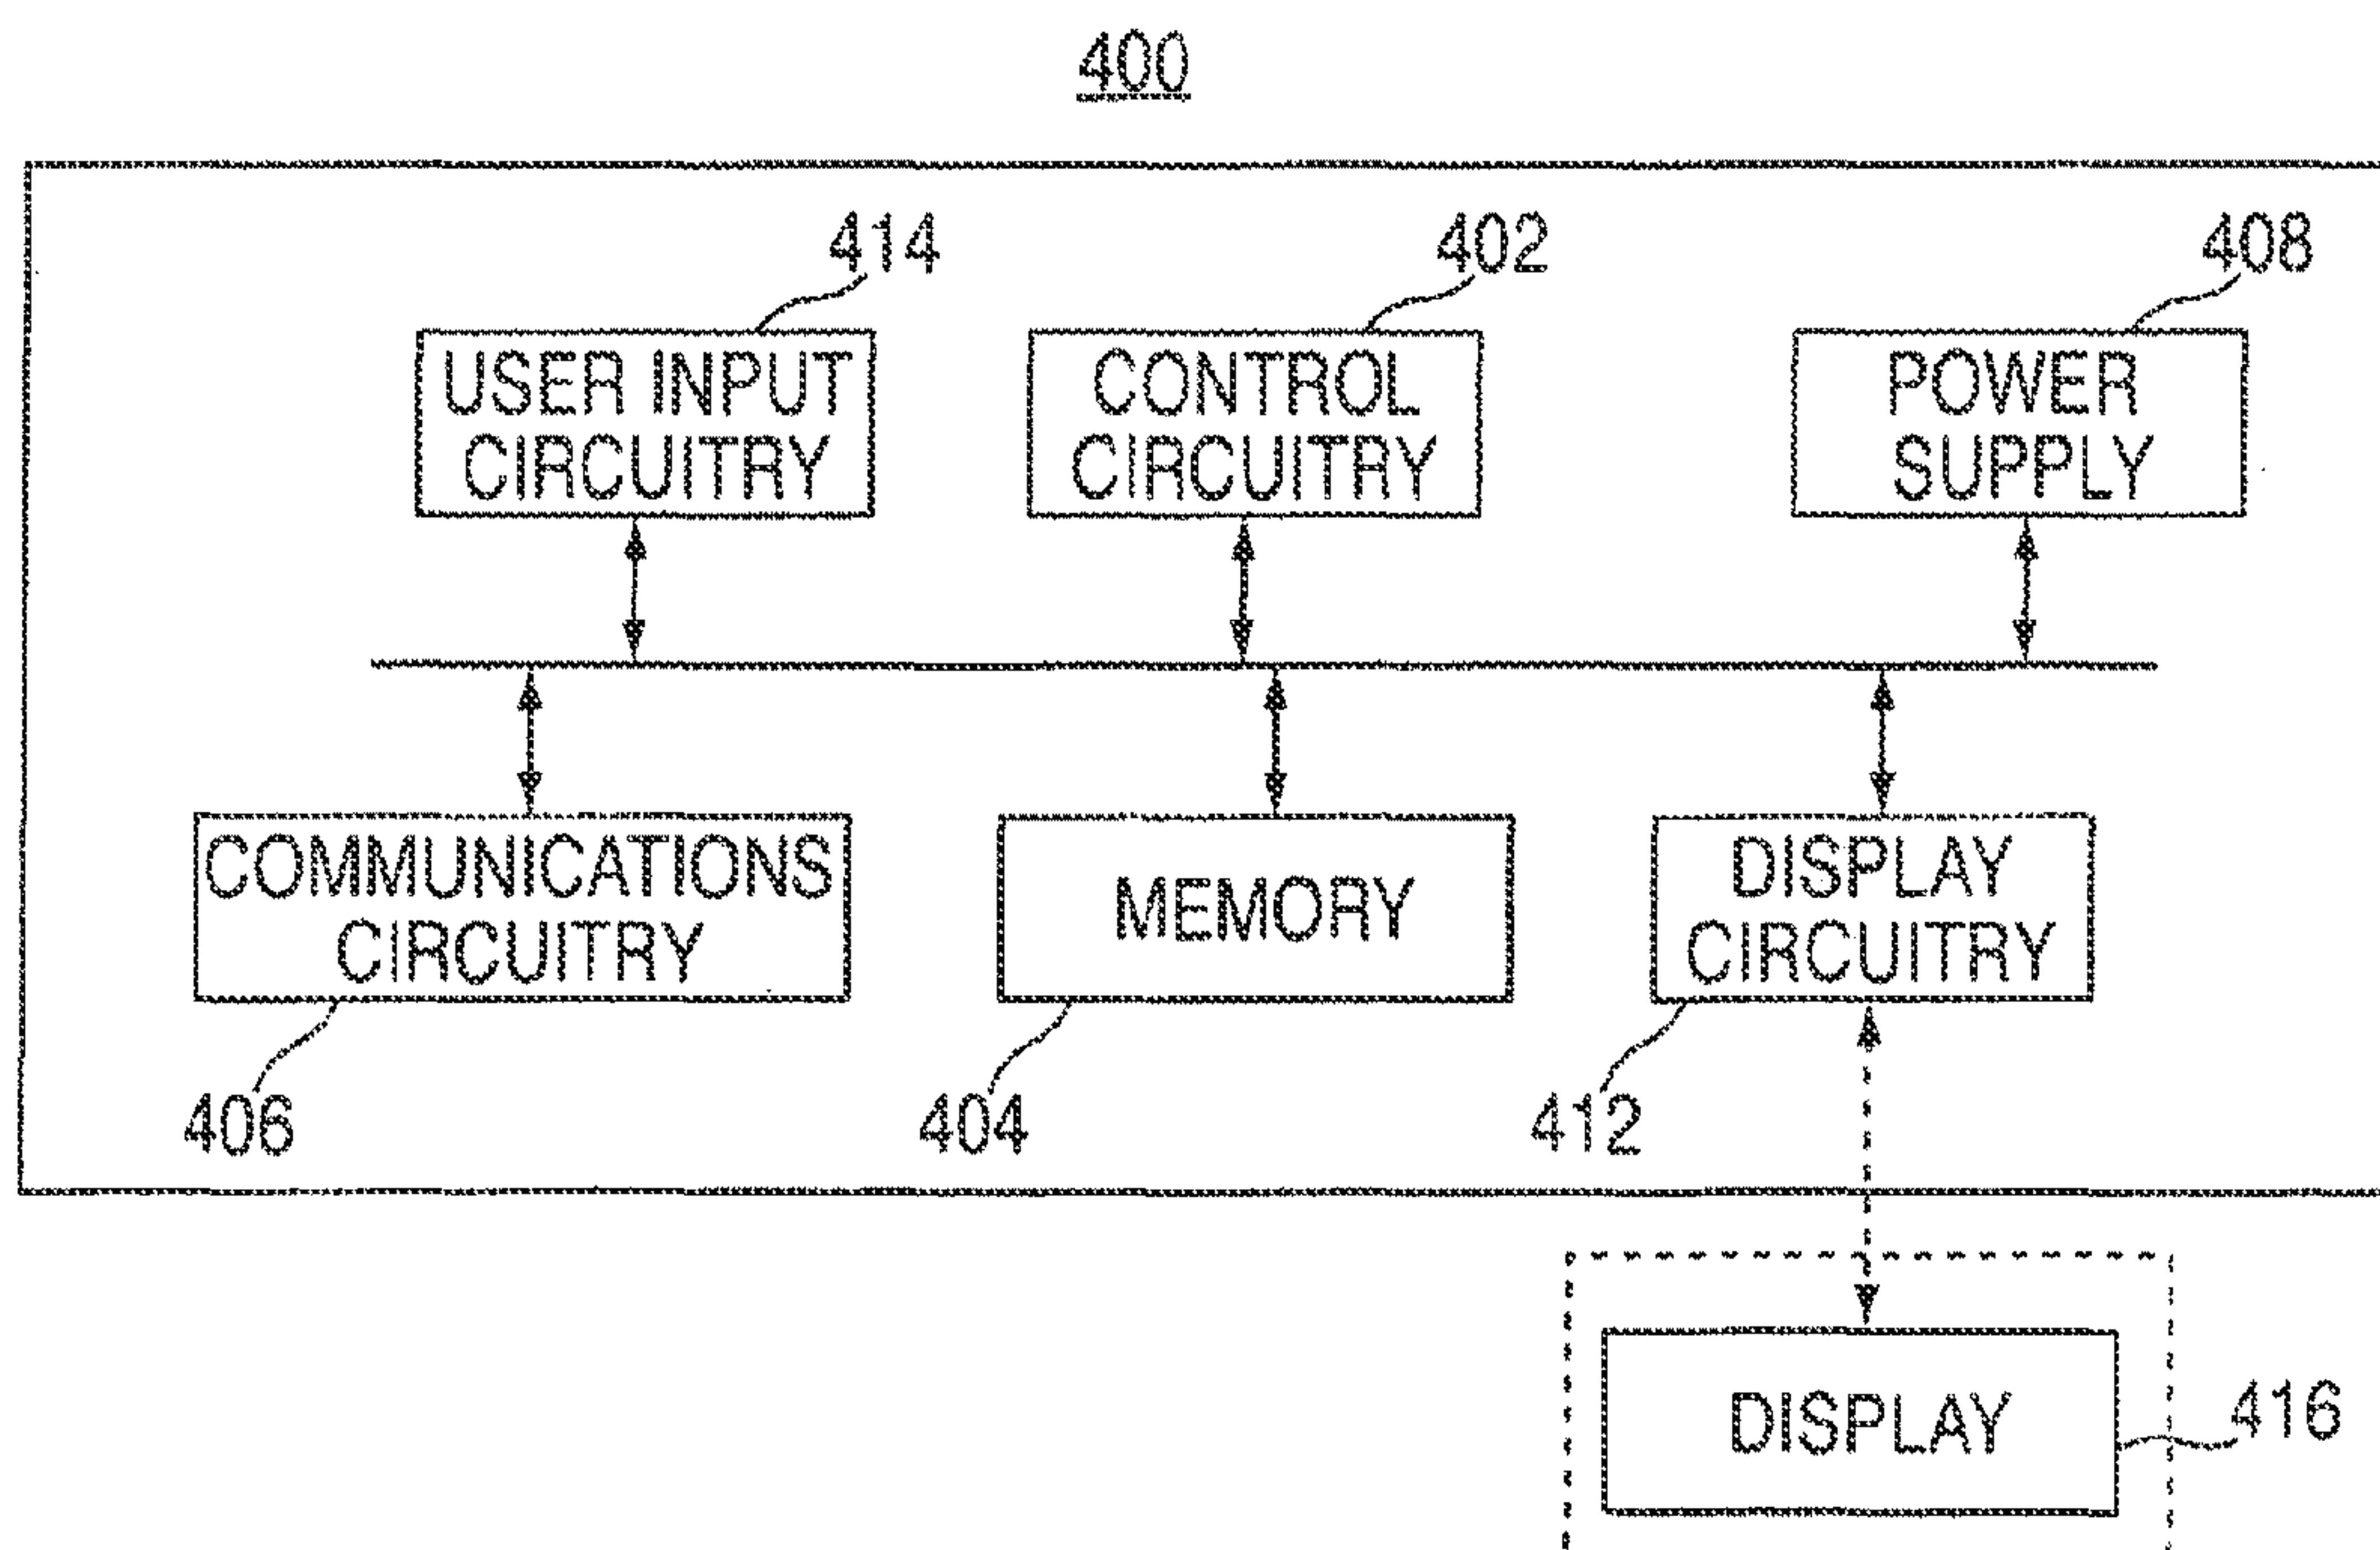 400
414
402
408
USER INPUT
CIRCUITRY
CONTROL
CIRCUITRY
POWER
SUPPLY
COMMUNICATIONS
CIRCUITRY
MEMORY
DISPLAY
CIRCUITRY
406
404
412
DISPLAY
416